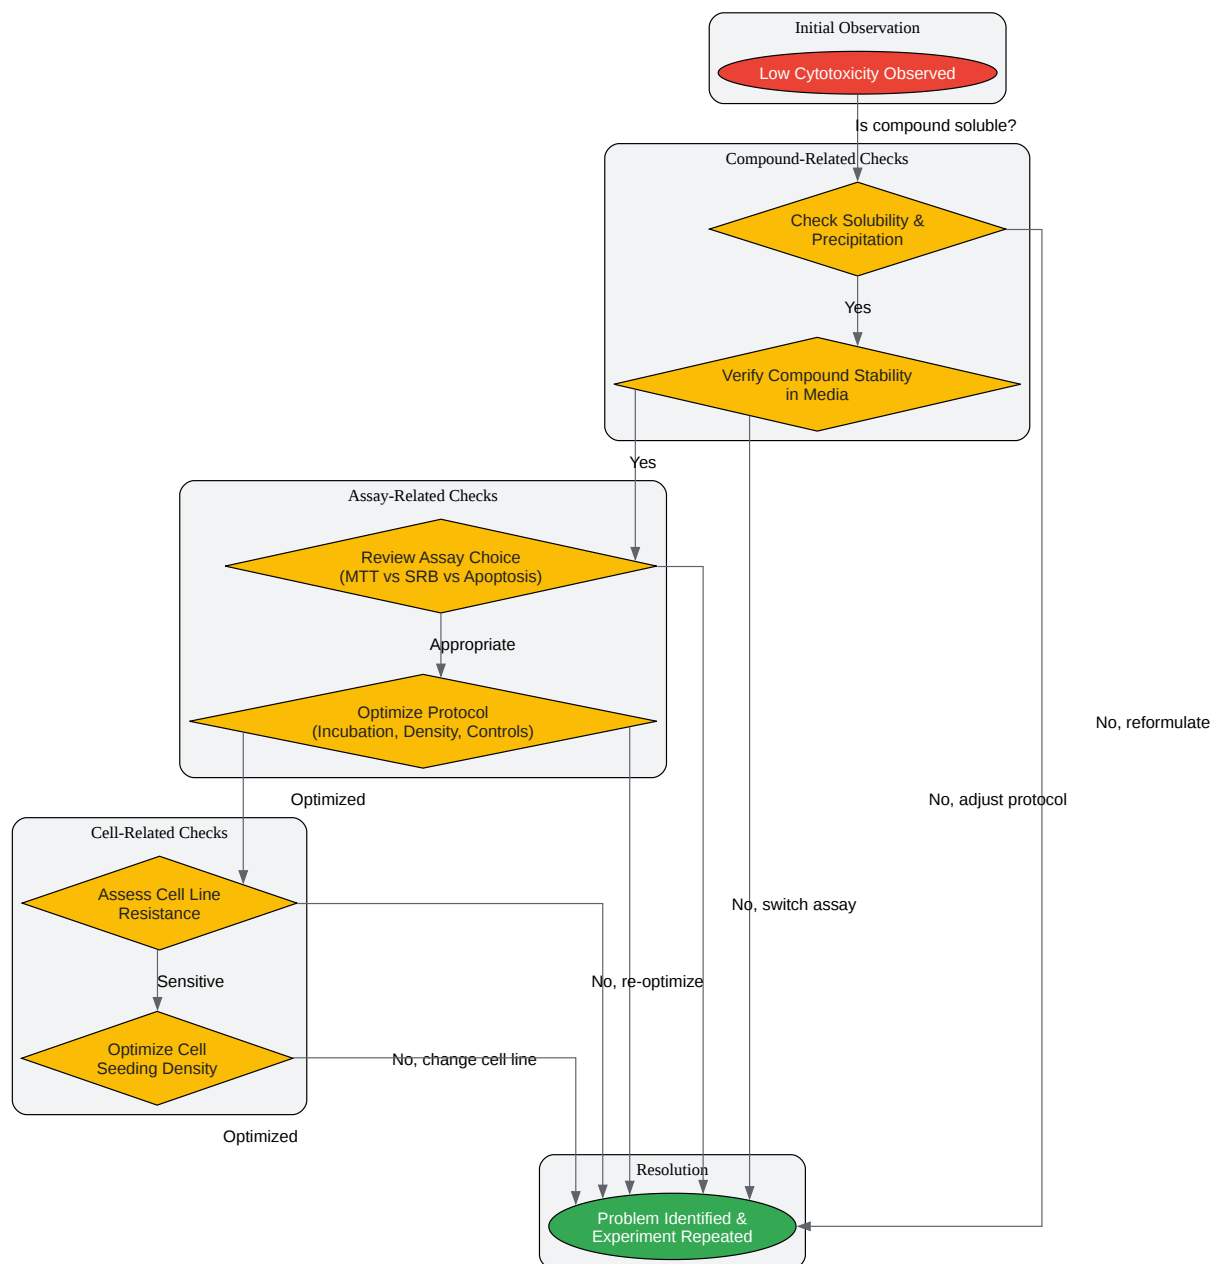 Initial Observation
Low Cytotoxicity Observed
Is compound soluble?
Compound-Related Checks
Check Solubility &
Precipitation
Yes
Verify Compound Stability
in Media
Yes
Assay-Related Checks
Review Assay Choice
(MTT vs SRB vs Apoptosis)
Appropriate
Optimize Protocol
(Incubation, Density, Controls)
No, reformulate
Optimized
No, adjust protocol
Cell-Related Checks
Assess Cell Line
Resistance
No, switch assay
Sensitive
No, re-optimize
Optimize Cell
Seeding Density
No, change cell line
Optimized
Resolution
Problem Identified &
Experiment Repeated